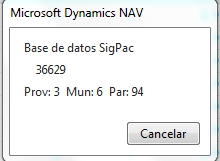 Microsoft Dynamics NAV
Base de datos SigPac
36629
Prov: 3 Mun: 6 Par: 94
Cancelar